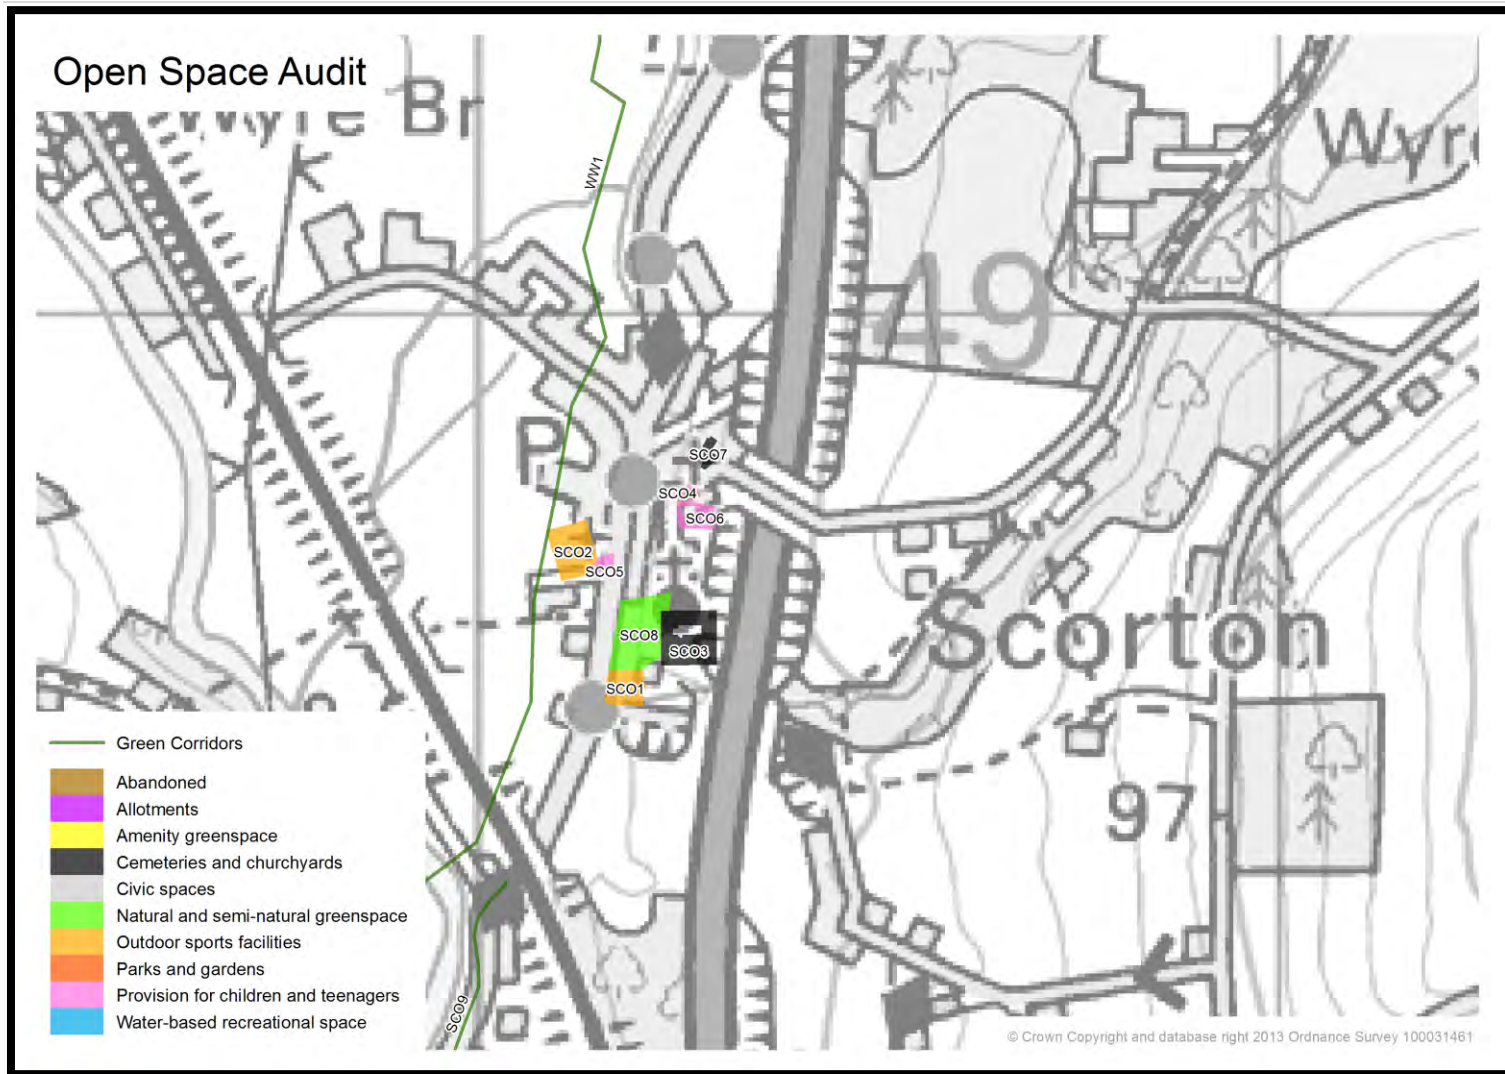 Open Space Audit
Wyre Br
WW1
49
P
SCO7
SCO4
SCO6
SCO2
SCO5
SCO8
SCO3
SCO1
Scorton
97
SCO9
Green Corridors
Abandoned
Allotments
Amenity greenspace
Cemeteries and churchyards
Civic spaces
Natural and semi-natural greenspace
Outdoor sports facilities
Parks and gardens
Provision for children and teenagers
Water-based recreational space
© Crown Copyright and database right 2013 Ordnance Survey 100031461